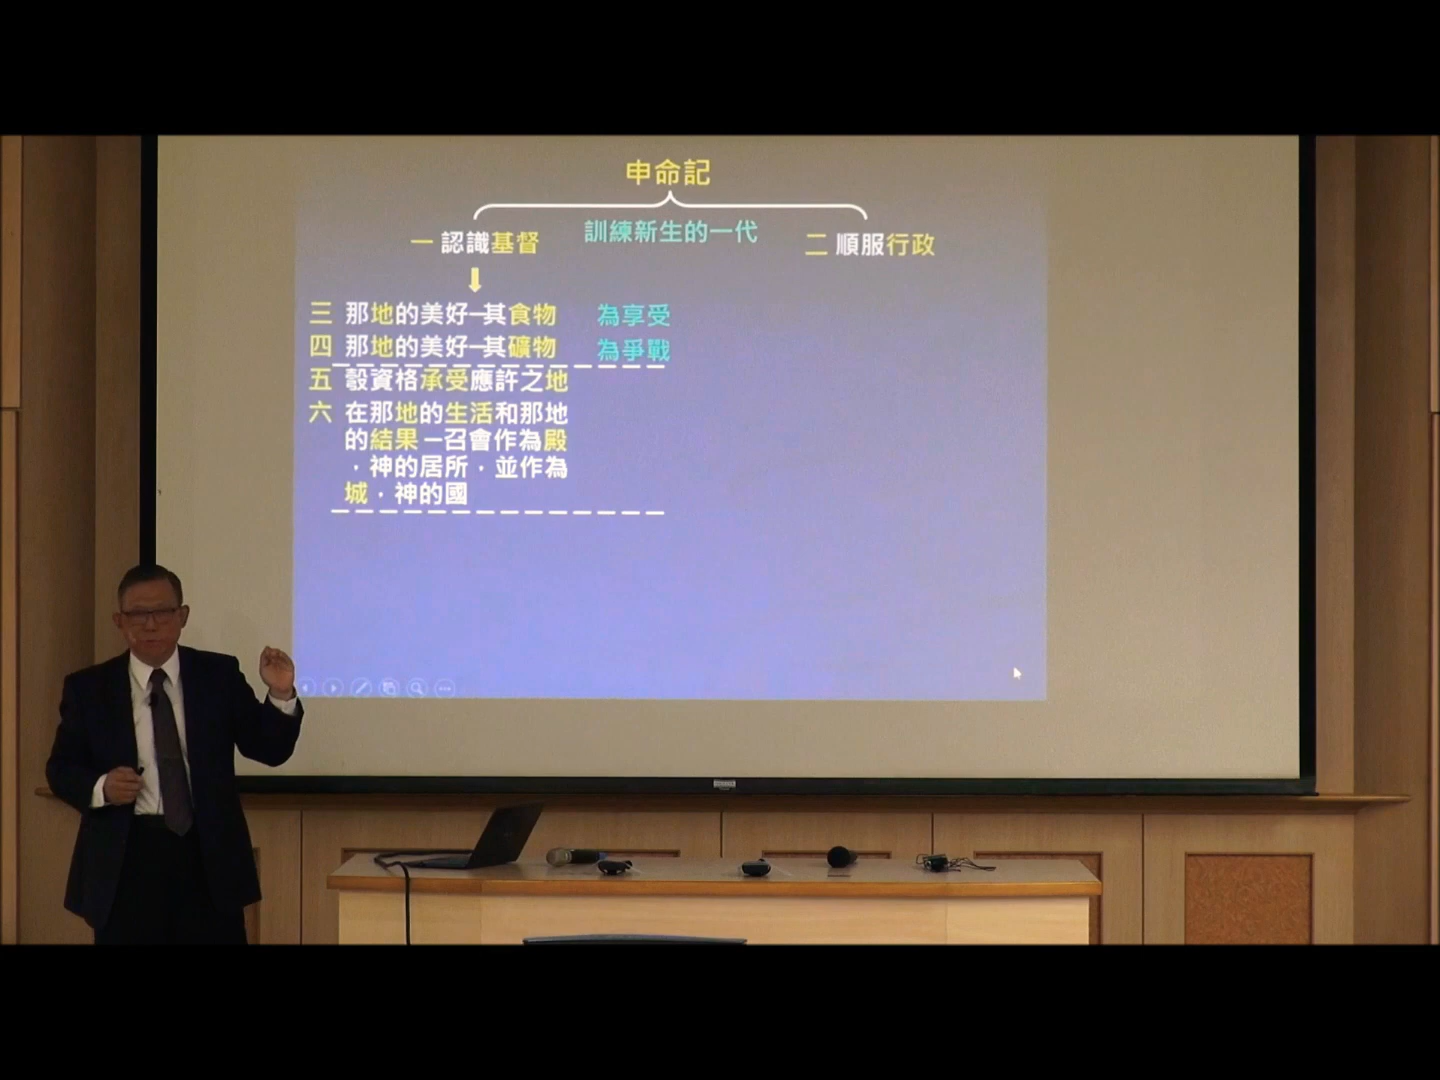 申命記
訓練新生的一代
一 認識基督
二 順服行政
三 那地的美好─其食物 為享受
四 那地的美好─其礦物 為爭戰
五 彀資格承受應許之地
六 在那地的生活和那地
的結果─召會作為殿
，神的居所，並作為
城，神的國